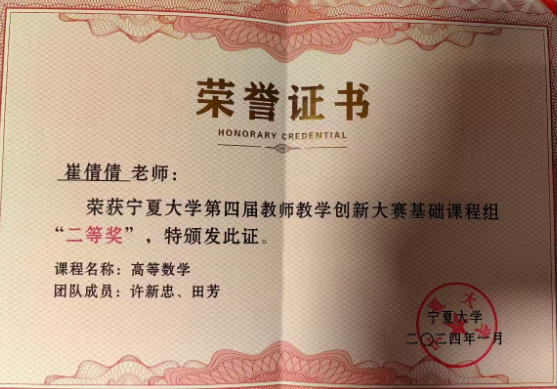 荣誉证书
HONORARY CREDENTIAL
崔倩倩 老师：
荣获宁夏大学第四届教师教学创新大赛基础课程组
“二等奖”，特颁发此证。
课程名称：高等数学
团队成员：许新忠、田芳
宁夏大学
二〇二四年一月